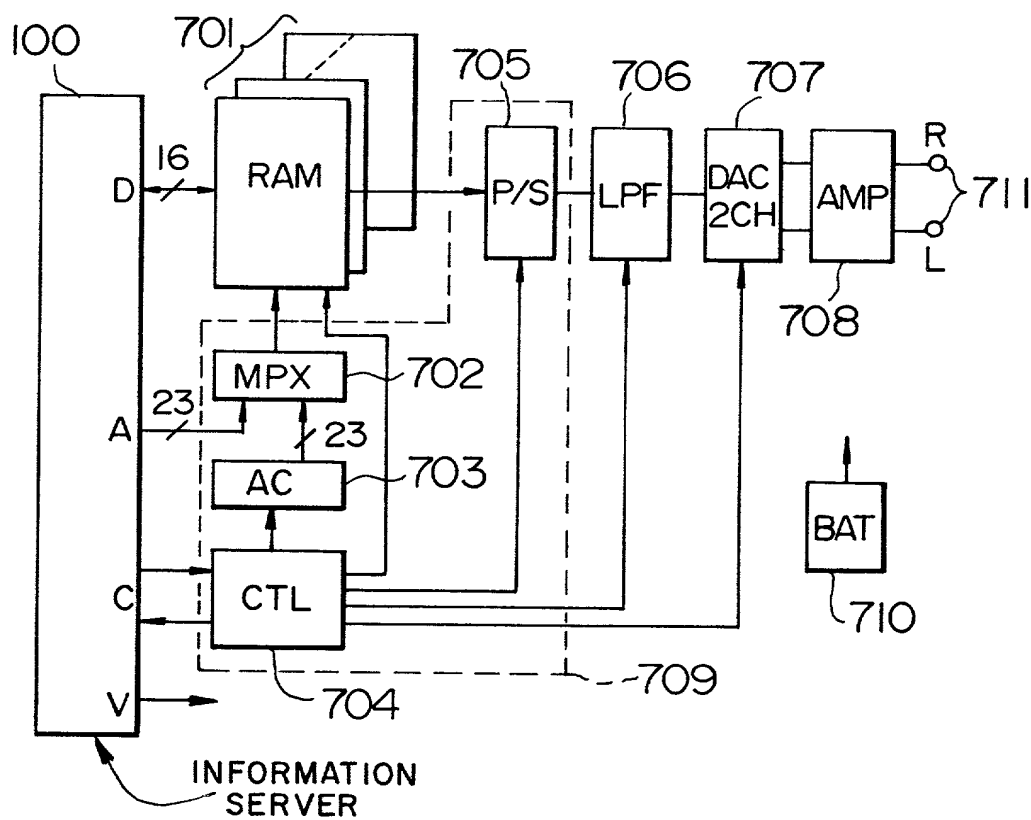 100
701
705
706
707
16
D
RAM
P/S
LPF
DAC
2CH
AMP
R
L
711
708
MPX
702
23
A
23
AC
703
BAT
710
C
CTL
704
709
V
INFORMATION
SERVER